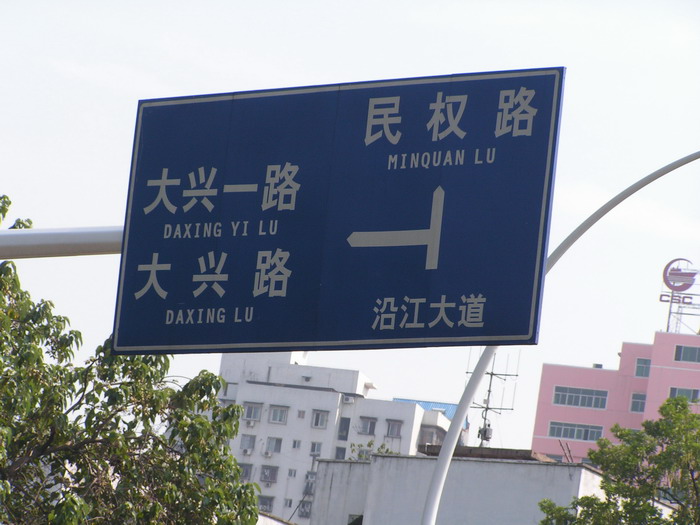 民权路
MINQUAN LU
大兴一路
DAXING YI LU
大兴路
DAXING LU
沿江大道
CSC